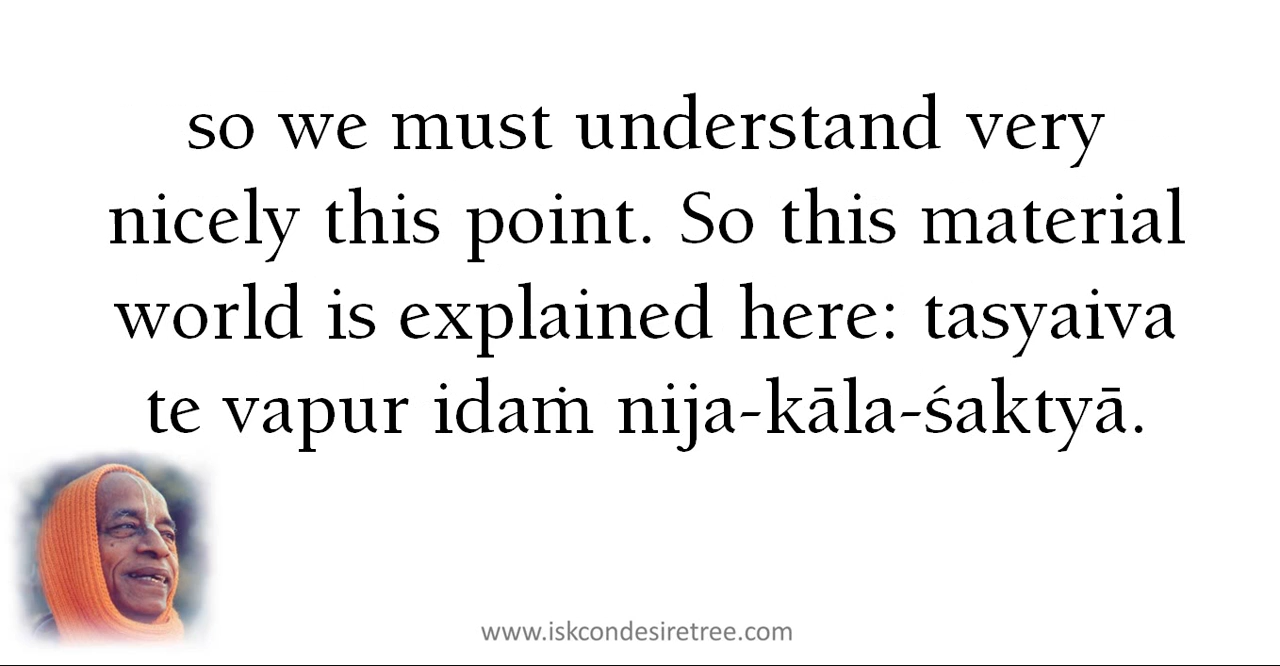 so we must understand very
nicely this point. So this material
world is explained here: tasyaiva
te vapur idaṁ nija-kāla-śaktyā.
www.iskcondesiretree.com